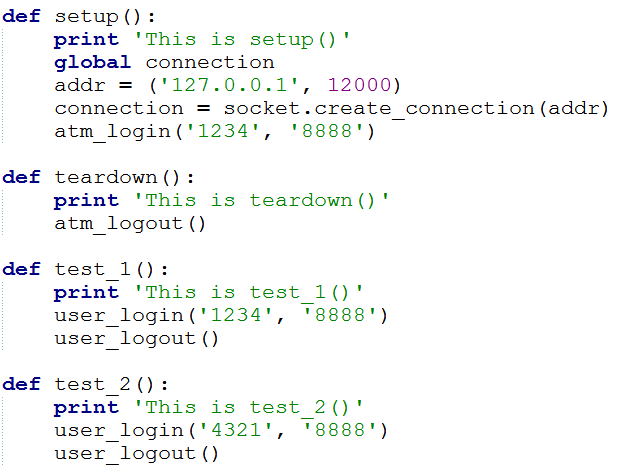 def setup():
    print 'This is setup()'
    global connection
    addr = ('127.0.0.1', 12000)
    connection = socket.create_connection(addr)
    atm_login('1234', '8888')
def teardown():
    print 'This is teardown()'
    atm_logout()
def test_1():
    print 'This is test_1()'
    user_login('1234', '8888')
    user_logout()
def test_2():
    print 'This is test_2()'
    user_login('4321', '8888')
    user_logout()